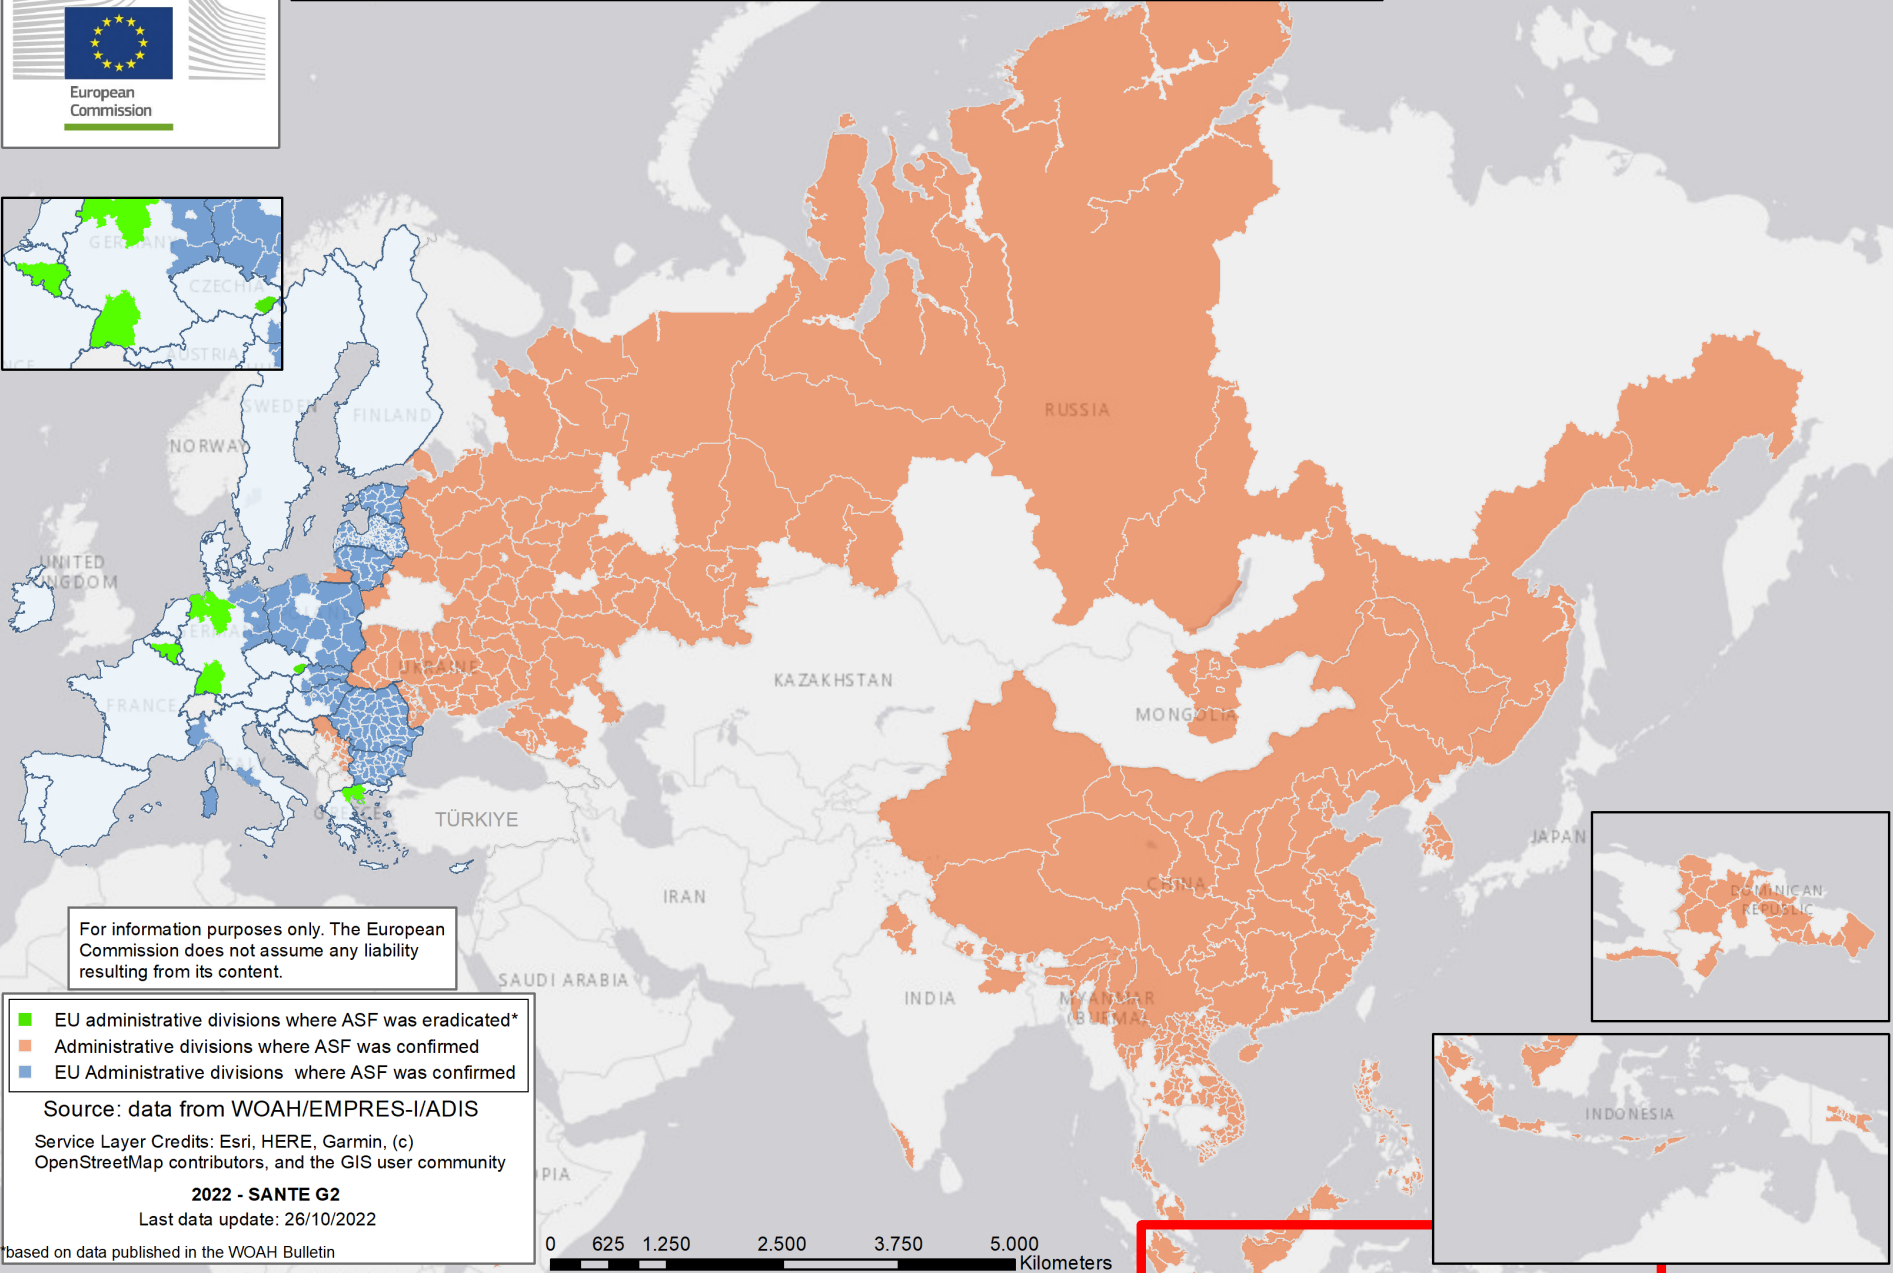 European
Commission
GERMANY
CZECHIA
AUSTRIA
SWEDEN
FINLAND
NORWAY
RUSSIA
UNITED
KINGDOM
UKRAINE
FRANCE
KAZAKHSTAN
MONGOLIA
ITALY
GREECE
TÜRKIYE
JAPAN
IRAN
CHINA
DOMINICAN
REPUBLIC
SAUDI ARABIA
INDIA
MYANMAR
(BURMA)
INDONESIA
OPIA
For information purposes only. The European
Commission does not assume any liability
resulting from its content.
EU administrative divisions where ASF was eradicated*
Administrative divisions where ASF was confirmed
EU Administrative divisions where ASF was confirmed
Source: data from WOAH/EMPRES-I/ADIS
Service Layer Credits: Esri, HERE, Garmin, (c)
OpenStreetMap contributors, and the GIS user community
2022 - SANTE G2
Last data update: 26/10/2022
*based on data published in the WOAH Bulletin
0 625 1.250 2.500 3.750 5.000
Kilometers